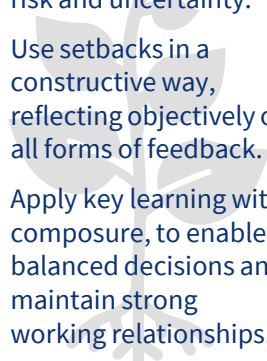 risk and uncertainty.
Use setbacks in a
constructive way,
reflecting objectively
all forms of feedback.
Apply key learning
composure, to enable
balanced decisions
maintain strong
working relationships